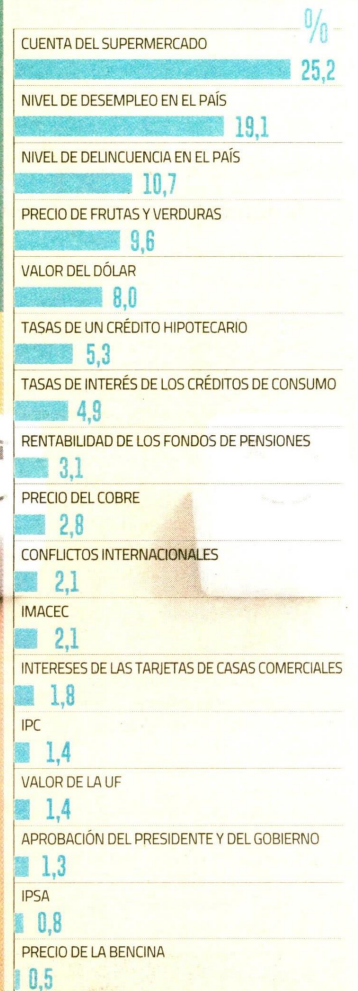 %
CUENTA DEL SUPERMERCADO
25,2
NIVEL DE DESEMPLEO EN EL PAÍS
19,1
NIVEL DE DELINCUENCIA EN EL PAÍS
10,7
PRECIO DE FRUTAS Y VERDURAS
9,6
VALOR DEL DÓLAR
8,0
TASAS DE UN CRÉDITO HIPOTECARIO
5,3
TASAS DE INTERÉS DE LOS CRÉDITOS DE CONSUMO
4,9
RENTABILIDAD DE LOS FONDOS DE PENSIONES
3,1
PRECIO DEL COBRE
2,8
CONFLICTOS INTERNACIONALES
2,1
IMACEC
2,1
INTERESES DE LAS TARJETAS DE CASAS COMERCIALES
1,8
IPC
1,4
VALOR DE LA UF
1,4
APROBACIÓN DEL PRESIDENTE Y DEL GOBIERNO
1,3
IPSA
0,8
PRECIO DE LA BENCINA
0,5